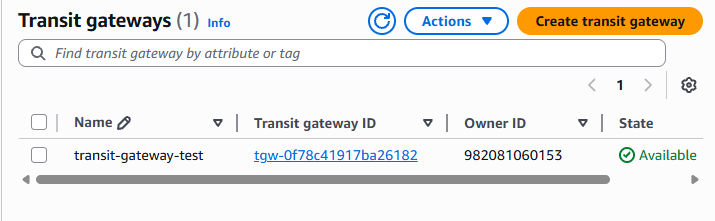 Transit gateways (1) Info
Actions
Create transit gateway
Find transit gateway by attribute or tag
1
Name Transit gateway ID Owner ID State
transit-gateway-test tgw-0f78c41917ba26182 982081060153 Available